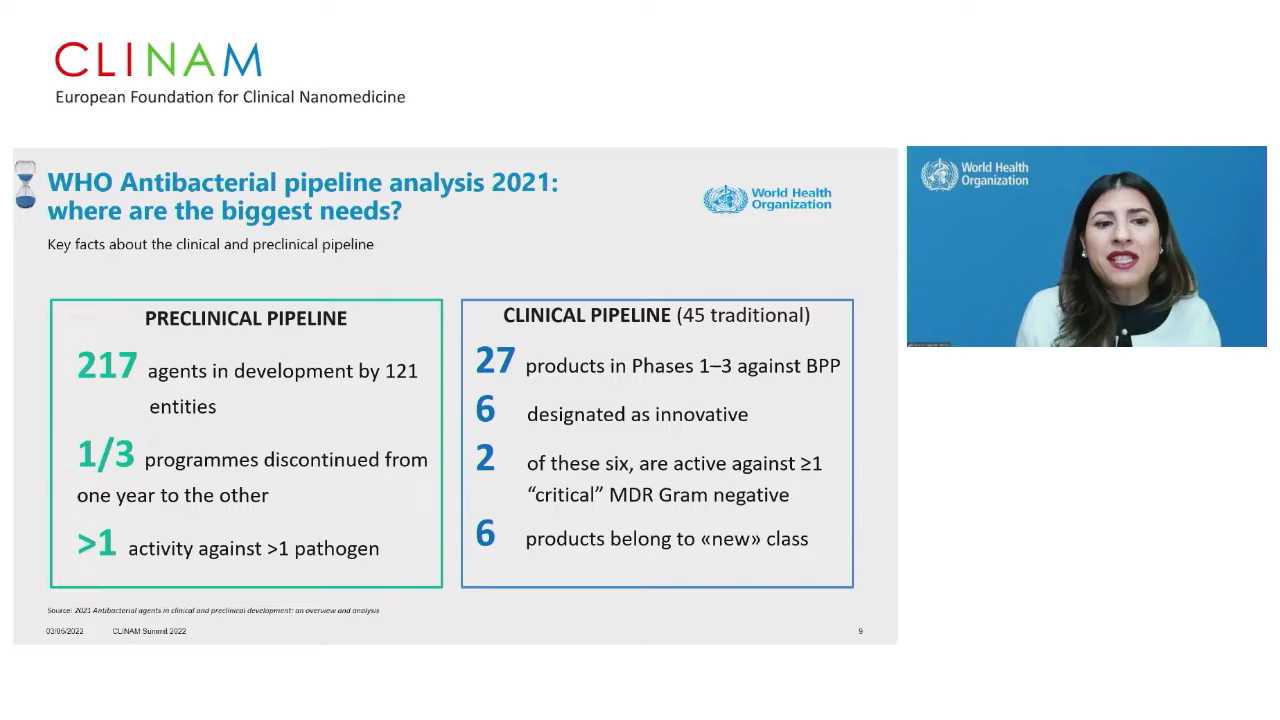 CLINAM
European Foundation for Clinical Nanomedicine
WHO Antibacterial pipeline analysis 2021:
where are the biggest needs?
World Health
Organization
Key facts about the clinical and preclinical pipeline
PRECLINICAL PIPELINE
217 agents in development by 121
entities
1/3 programmes discontinued from
one year to the other
>1 activity against >1 pathogen
CLINICAL PIPELINE (45 traditional)
27 products in Phases 1–3 against BPP
6 designated as innovative
2 of these six, are active against ≥1
“critical” MDR Gram negative
6 products belong to «new» class
Source: 2021 Antibacterial agents in clinical and preclinical development: an overview and analysis
03/05/2022 CLINAM Summit 2022 9
World Health
Organization